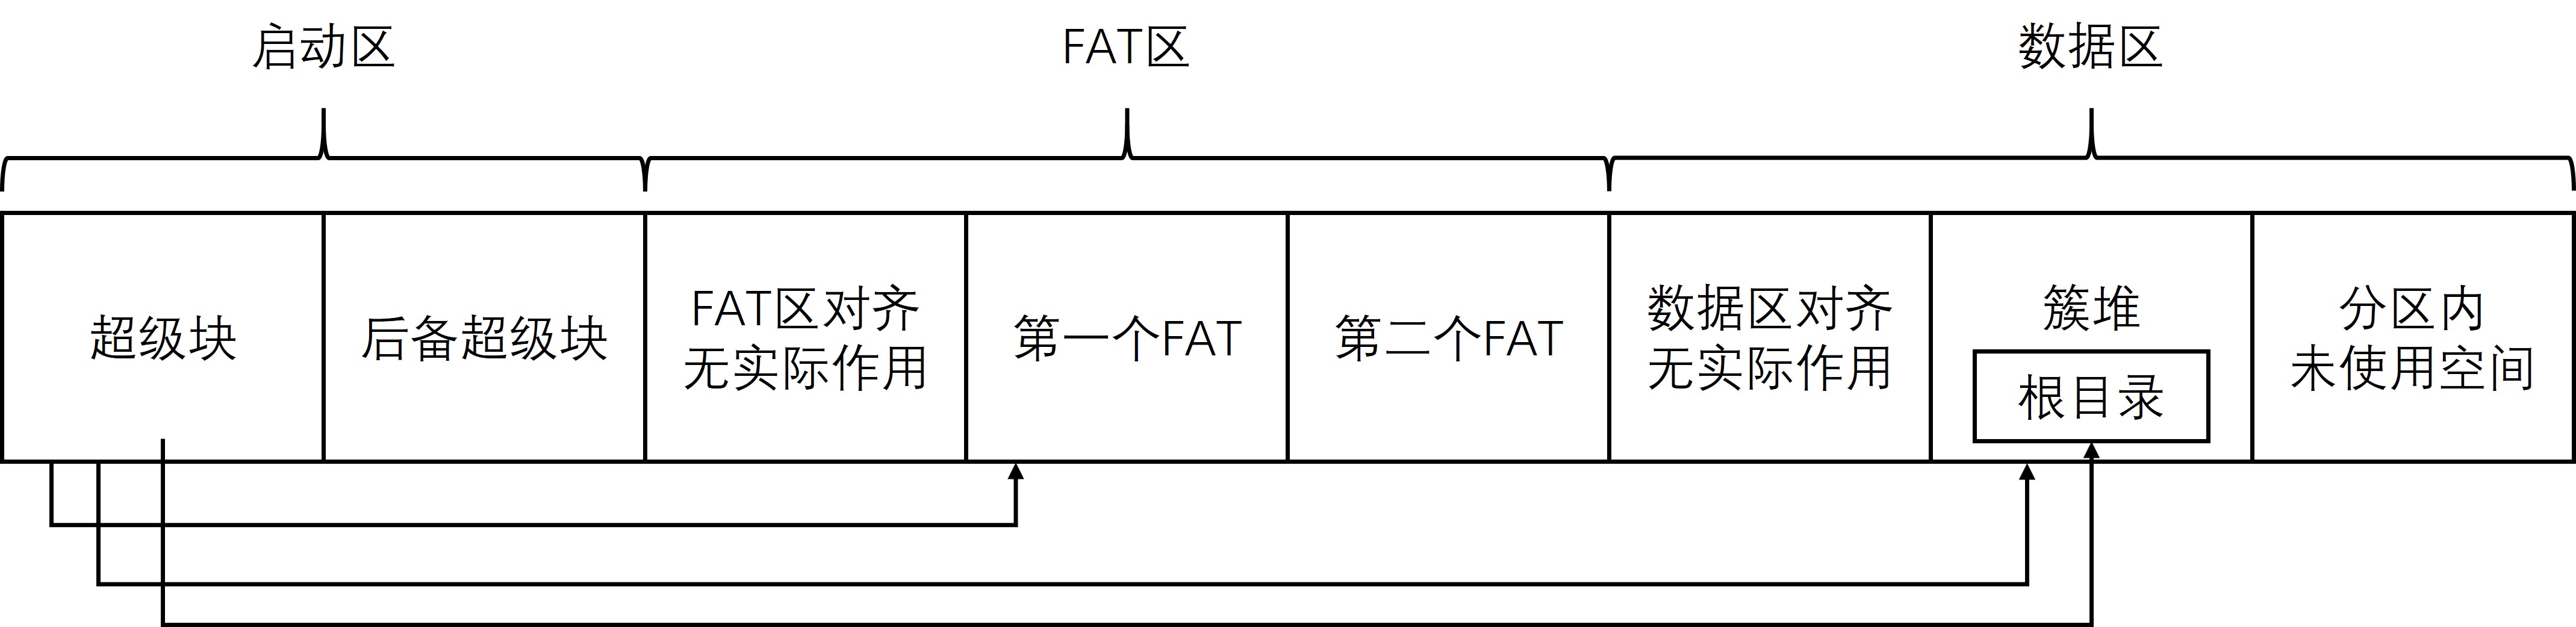 启动区
FAT区
数据区
超级块
后备超级块
FAT区对齐
无实际作用
第一个FAT
第二个FAT
数据区对齐
无实际作用
簇堆
根目录
分区内
未使用空间